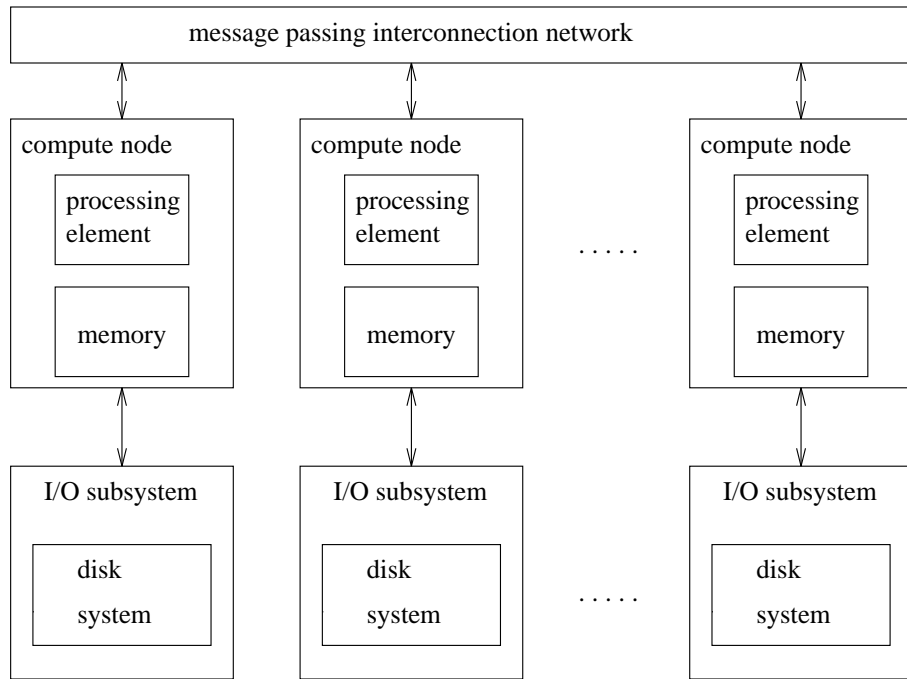 message passing interconnection network
compute node
processing
element
memory
compute node
processing
element
memory
. . . . .
compute node
processing
element
memory
I/O subsystem
disk
system
I/O subsystem
disk
system
. . . . .
I/O subsystem
disk
system